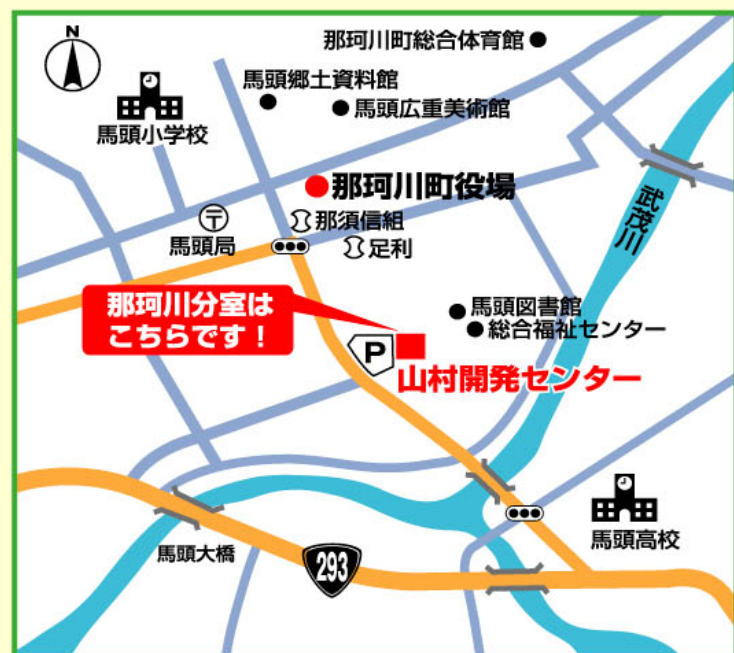 N
那珂川町総合体育館
馬頭郷土資料館
馬頭広重美術館
馬頭小学校
那珂川町役場
武茂川
〒
那須信組
馬頭局
足利
那珂川分室は
こちらです！
馬頭図書館
総合福祉センター
P
山村開発センター
馬頭高校
馬頭大橋
293